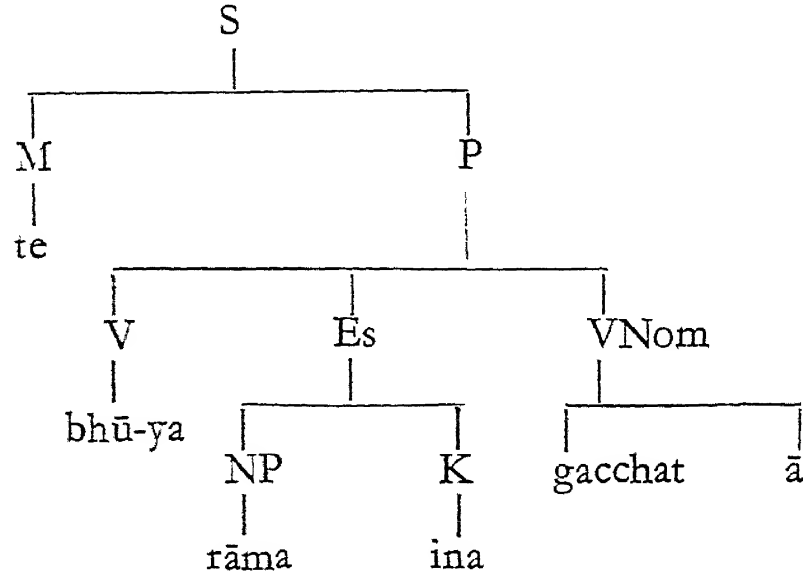 S
M P
te
V Es VNom
bhū-ya
NP K gacchat ā
rāma ina